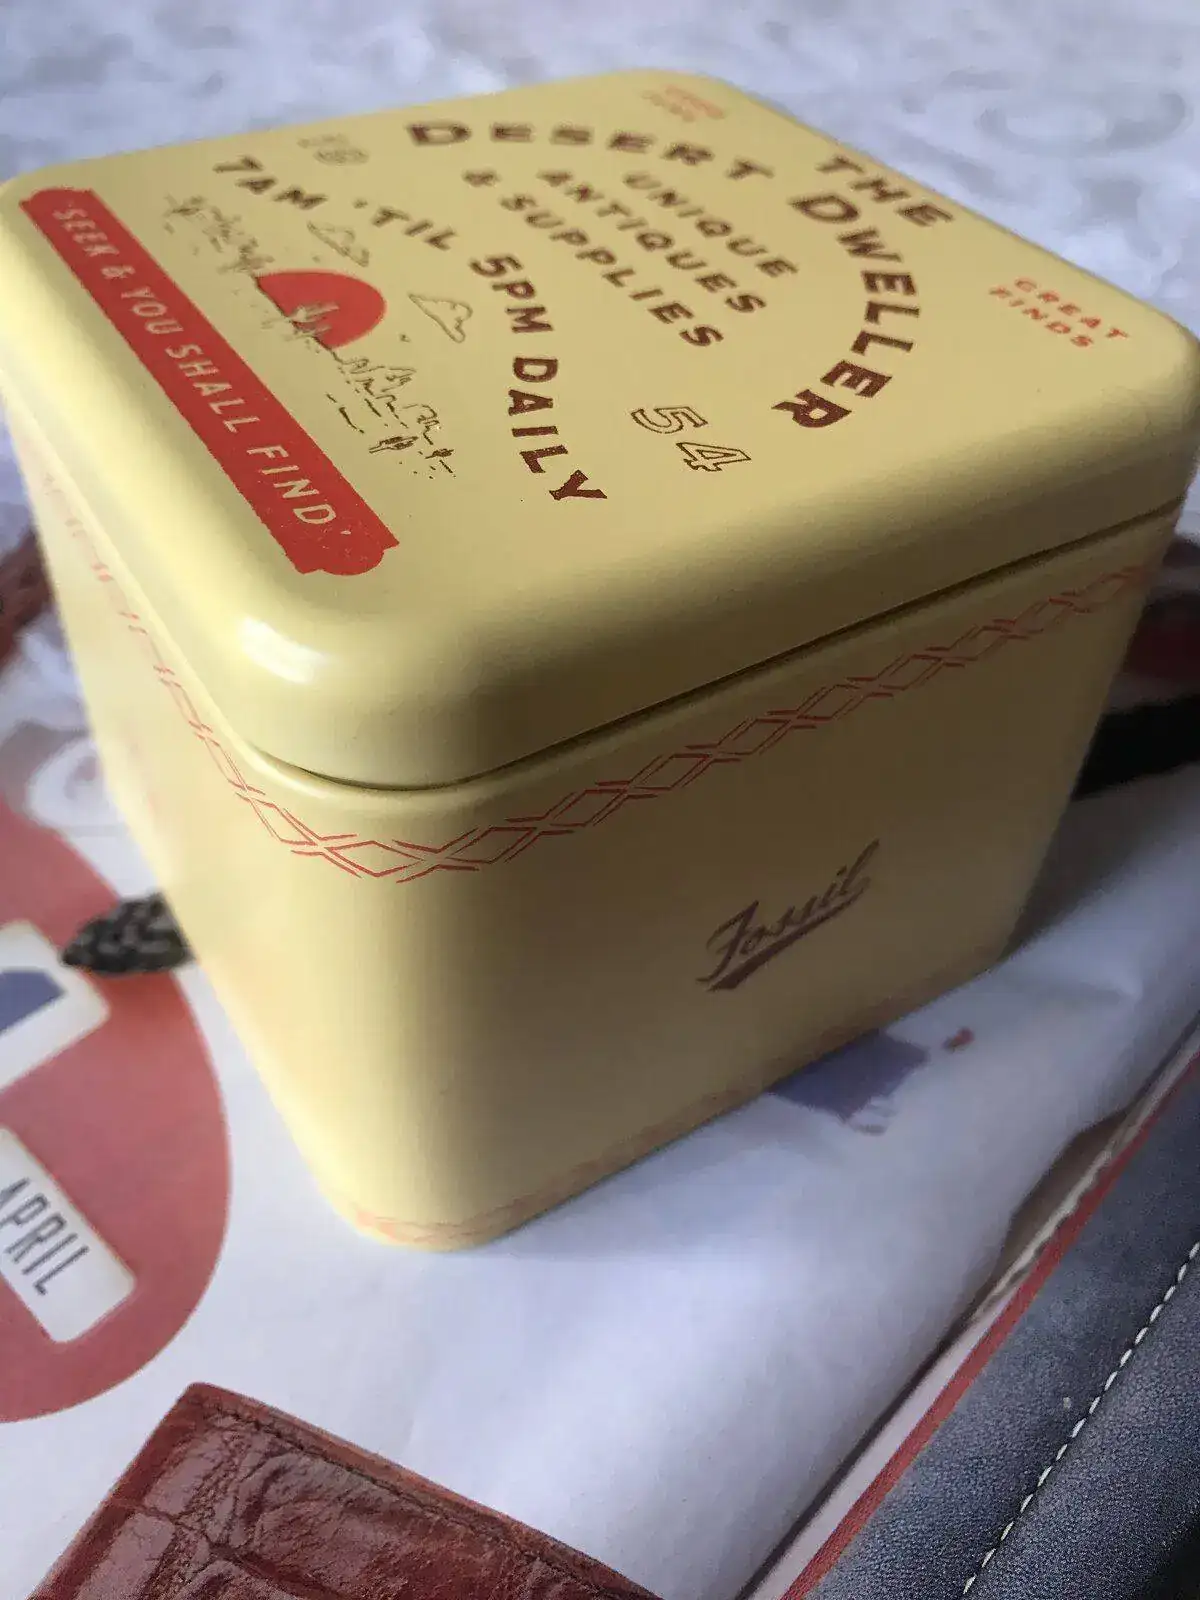 THE
DESERT DWELLER
UNIQUE
ANTIQUES
& SUPPLIES
GREAT
FINDS
19
54
7AM 'TIL 5PM DAILY
'SEEK & YOU SHALL FIND'
Fossil
APRIL